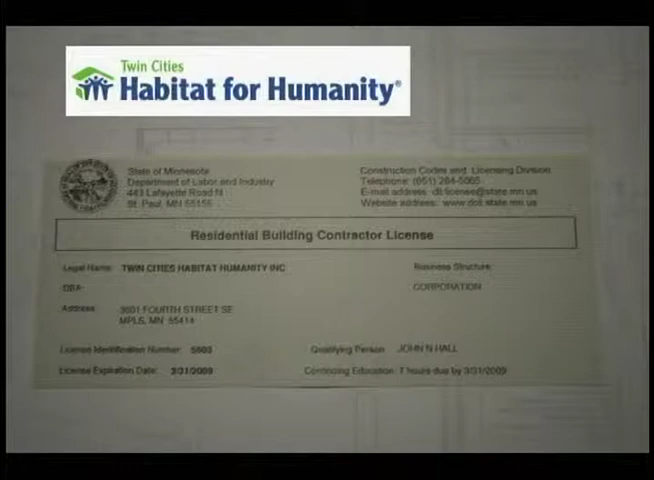 Twin Cities
Habitat for Humanity®
State of Minnesota
Department of Labor and Industry
443 Lafayette Road N
St. Paul, MN 55155
Construction Codes and Licensing Division
Telephone: (651) 284-5065
E-mail address: dli.license@state.mn.us
Website address: www.doli.state.mn.us
Residential Building Contractor License
Legal Name: TWIN CITIES HABITAT HUMANITY INC
Business Structure:
DBA:
CORPORATION
Address: 3001 FOURTH STREET SE
MPLS, MN 55414
License Identification Number:
Qualifying Person: JOHN N HALL
License Expiration Date: 3/31/2009
Continuing Education: 7 hours due by 3/31/2009